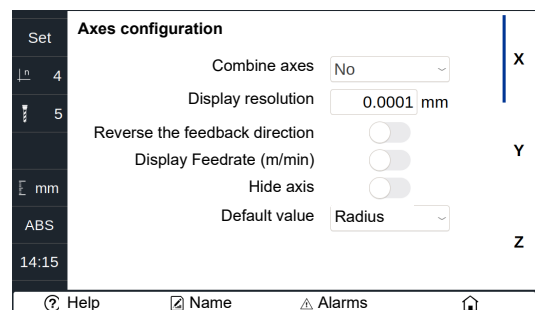 Set
4
5
mm
ABS
14:15
Axes configuration
Combine axes No
Display resolution 0.0001 mm
Reverse the feedback direction
Display Feedrate (m/min)
Hide axis
Default value Radius
X
Y
Z
Help Name Alarms